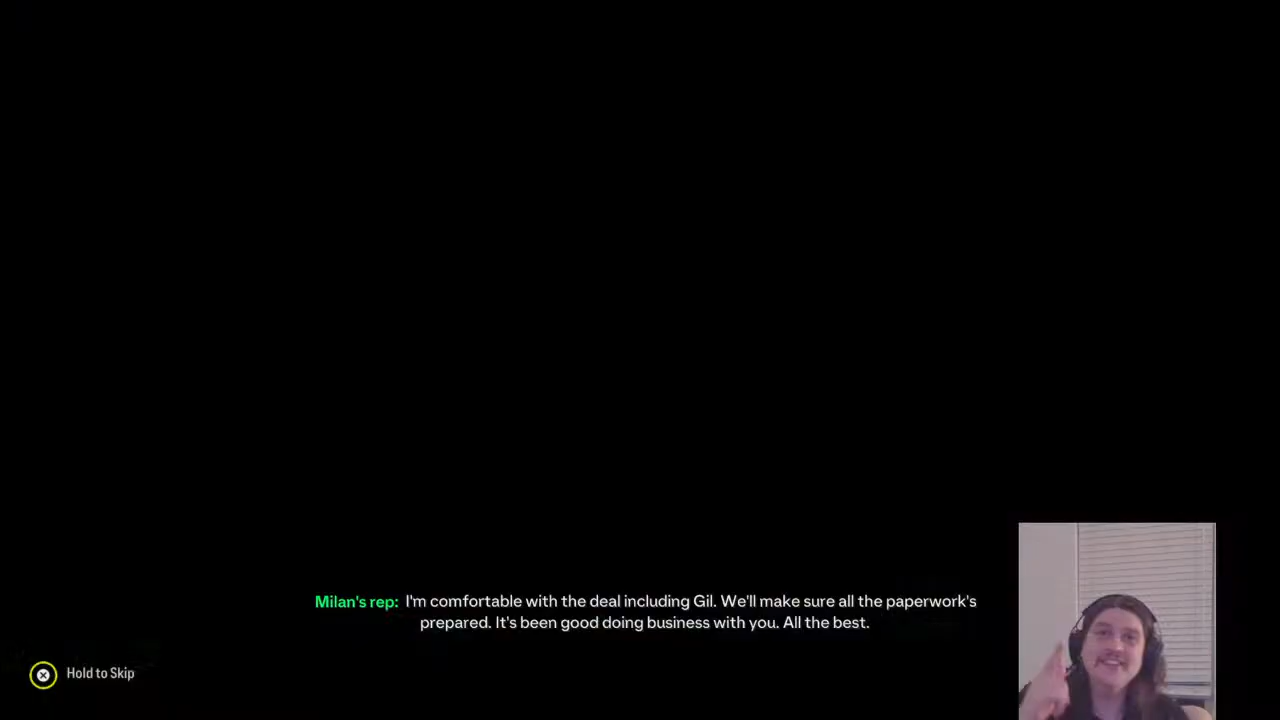 Milan's rep: I'm comfortable with the deal including Gil. We'll make sure all the paperwork's
prepared. It's been good doing business with you. All the best.
Hold to Skip